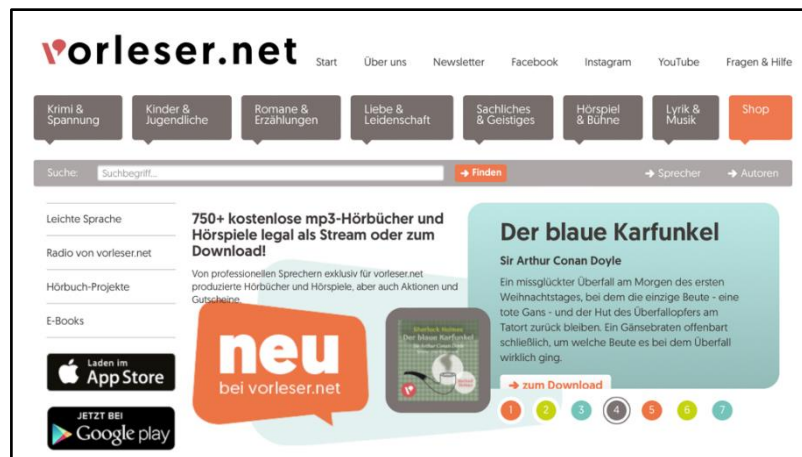 vorleser.net
Start Über uns Newsletter Facebook Instagram YouTube Fragen & Hilfe
Krimi &
Spannung
Kinder &
Jugendliche
Romane &
Erzählungen
Liebe &
Leidenschaft
Sachliches
& Geistiges
Hörspiel
& Bühne
Lyrik &
Musik
Shop
Suche: Suchbegriff... → Finden → Sprecher → Autoren
Leichte Sprache
Radio von vorleser.net
Hörbuch-Projekte
E-Books
Laden im
App Store
JETZT BEI
Google play
750+ kostenlose mp3-Hörbücher und
Hörspiele legal als Stream oder zum
Download!
Von professionellen Sprechern exklusiv für vorleser.net
produzierte Hörbücher und Hörspiele, aber auch Aktionen und
Gutscheine.
neu
bei vorleser.net
Sherlock Holmes
Der blaue Karfunkel
Sir Arthur Conan Doyle
Der blaue Karfunkel
Sir Arthur Conan Doyle
Ein missglückter Überfall am Morgen des ersten
Weihnachtstages, bei dem die einzige Beute - eine
tote Gans - und der Hut des Überfallopfers am
Tatort zurück bleiben. Ein Gänsebraten offenbart
schließlich, um welche Beute es bei dem Überfall
wirklich ging.
→ zum Download
1 2 3 4 5 6 7